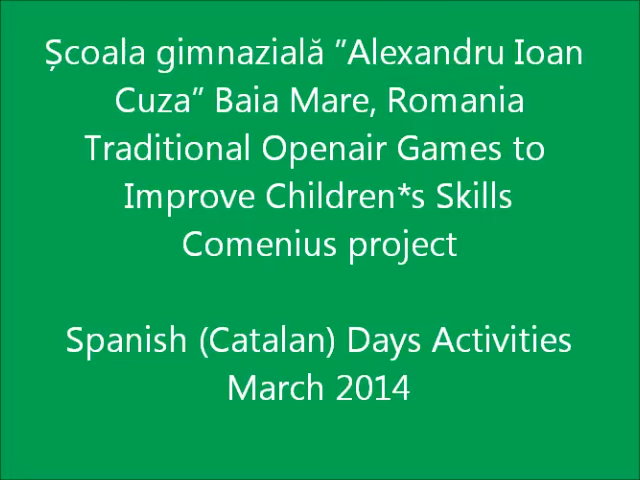 Școala gimnazială ”Alexandru Ioan
Cuza” Baia Mare, Romania
Traditional Openair Games to
Improve Children*s Skills
Comenius project
Spanish (Catalan) Days Activities
March 2014